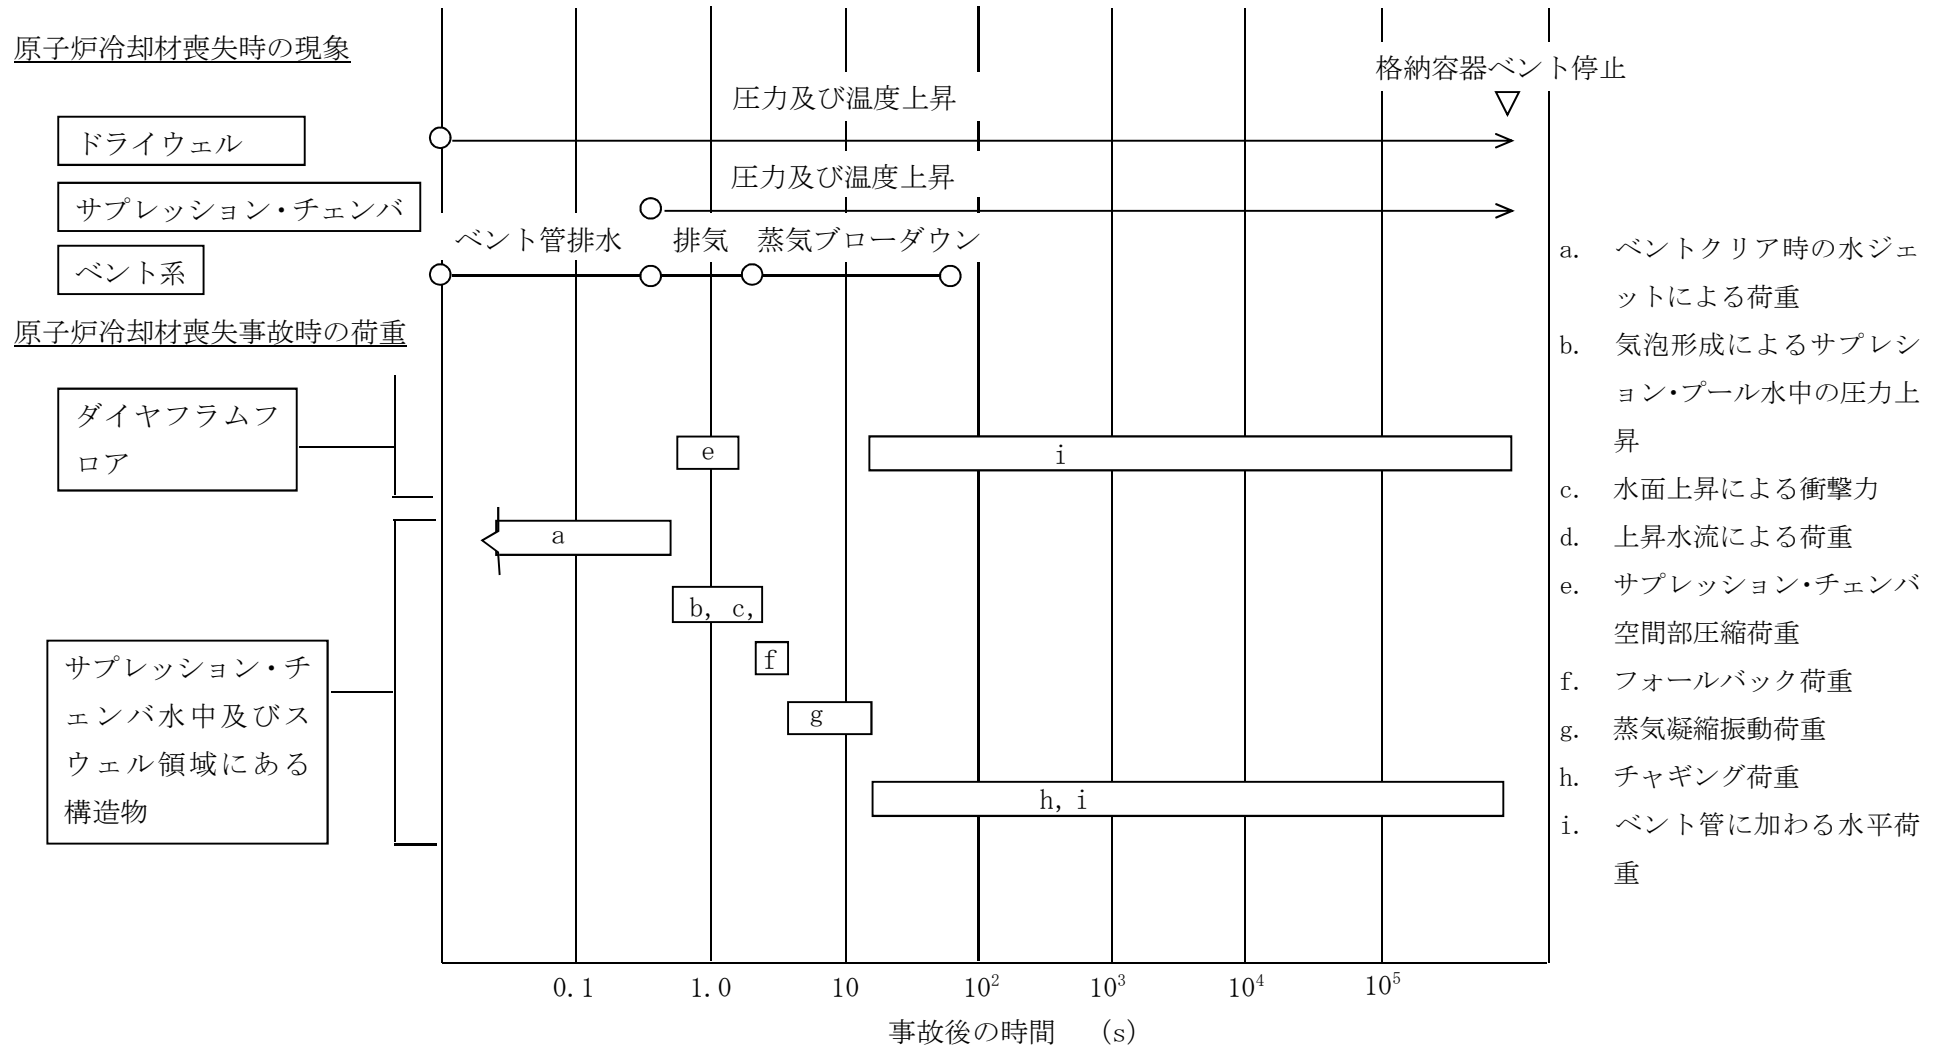 原子炉冷却材喪失時の現象
格納容器ベント停止
圧力及び温度上昇
ドライウェル
圧力及び温度上昇
サプレッション・チェンバ
ベント管排水 排気 蒸気ブローダウン
ベント系
原子炉冷却材喪失事故時の荷重
ダイヤフラムフ
ロア
e
i
a
b, c,
f
サプレッション・チ
ェンバ水中及びス
ウェル領域にある
構造物
g
h, i
0.1 1.0 10 10² 10³ 10⁴ 10⁵
事故後の時間 (s)
a. ベントクリア時の水ジェ
ットによる荷重
b. 気泡形成によるサプレシ
ョン・プール水中の圧力上
昇
c. 水面上昇による衝撃力
d. 上昇水流による荷重
e. サプレッション・チェンバ
空間部圧縮荷重
f. フォールバック荷重
g. 蒸気凝縮振動荷重
h. チャギング荷重
i. ベント管に加わる水平荷
重